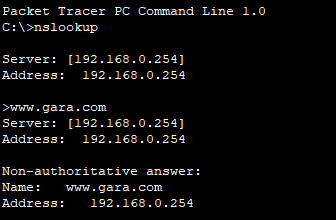 Packet Tracer PC Command Line 1.0
C:\>nslookup
Server: [192.168.0.254]
Address:  192.168.0.254
>www.gara.com
Server: [192.168.0.254]
Address:  192.168.0.254
Non-authoritative answer:
Name:   www.gara.com
Address:   192.168.0.254